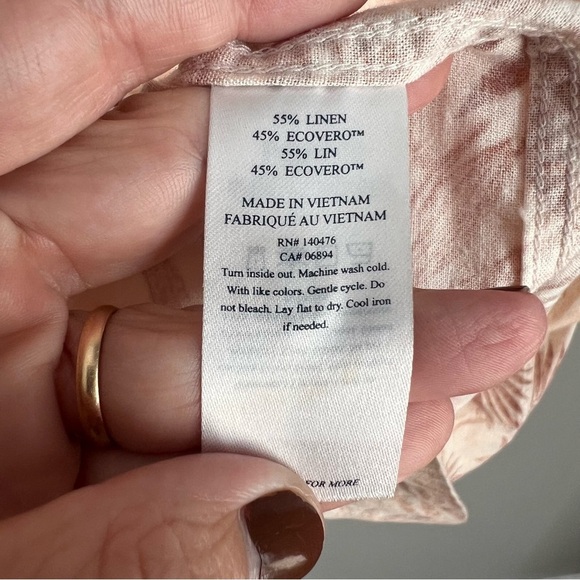 55% LINEN
45% ECOVERO™
55% LIN
45% ECOVERO™
MADE IN VIETNAM
FABRIQUÉ AU VIETNAM
RN# 140476
CA# 06894
Turn inside out. Machine wash cold.
With like colors. Gentle cycle. Do
not bleach. Lay flat to dry. Cool iron
if needed.
FOR MORE